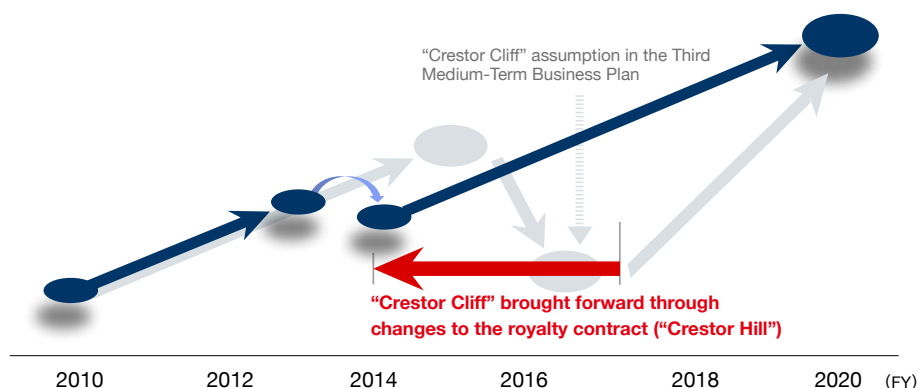 “Crestor Cliff” assumption in the Third
Medium-Term Business Plan
“Crestor Cliff” brought forward through
changes to the royalty contract (“Crestor Hill”)
2010 2012 2014 2016 2018 2020 (FY)